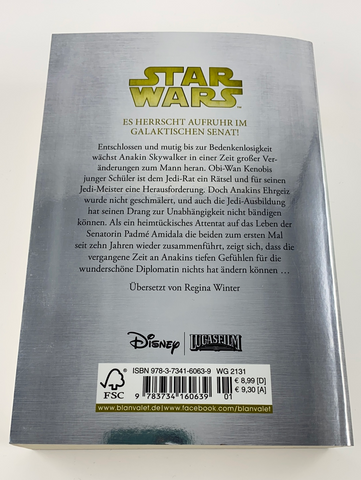 STAR
WARS
ES HERRSCHT AUFRUHR IM
GALAKTISCHEN SENAT!
Entschlossen und mutig bis zur Bedenkenlosigkeit
wächst Anakin Skywalker in einer Zeit großer Ver-
änderungen zum Mann heran. Obi-Wan Kenobis
junger Schüler ist dem Jedi-Rat ein Rätsel und für seinen
Jedi-Meister eine Herausforderung. Doch Anakins Ehrgeiz
wurde nicht geschmälert, und auch die Jedi-Ausbildung
hat seinen Drang zur Unabhängigkeit nicht bändigen
können. Als ein heimtückisches Attentat auf das Leben der
Senatorin Padmé Amidala die beiden zum ersten Mal
seit zehn Jahren wieder zusammenführt, zeigt sich, dass die
vergangene Zeit an Anakins tiefen Gefühlen für die
wunderschöne Diplomatin nichts hat ändern können …
Übersetzt von Regina Winter
Disney LUCASFILM
ISBN 978-3-7341-6063-9 WG 2131
€ 8,99 [D]
€ 9,30 [A]
FSC
9 783734 160639 01
www.blanvalet.de www.facebook.com/blanvalet